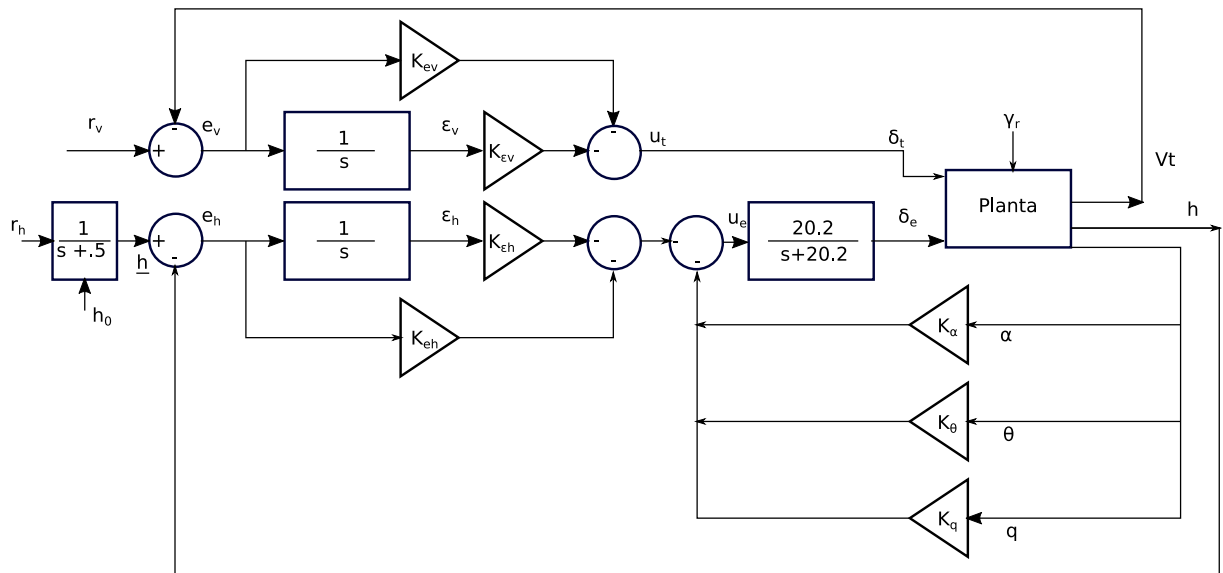 K_ev
r_v
+
-
e_v
1
s
ε_v
K_εv
-
-
u_t
δ_t
γ_r
Planta
Vt
h
r_h
1
s +.5
h
h₀
+
-
e_h
1
s
ε_h
K_εh
-
-
-
-
u_e
20.2
s+20.2
δ_e
K_eh
K_α
α
K_θ
θ
K_q
q